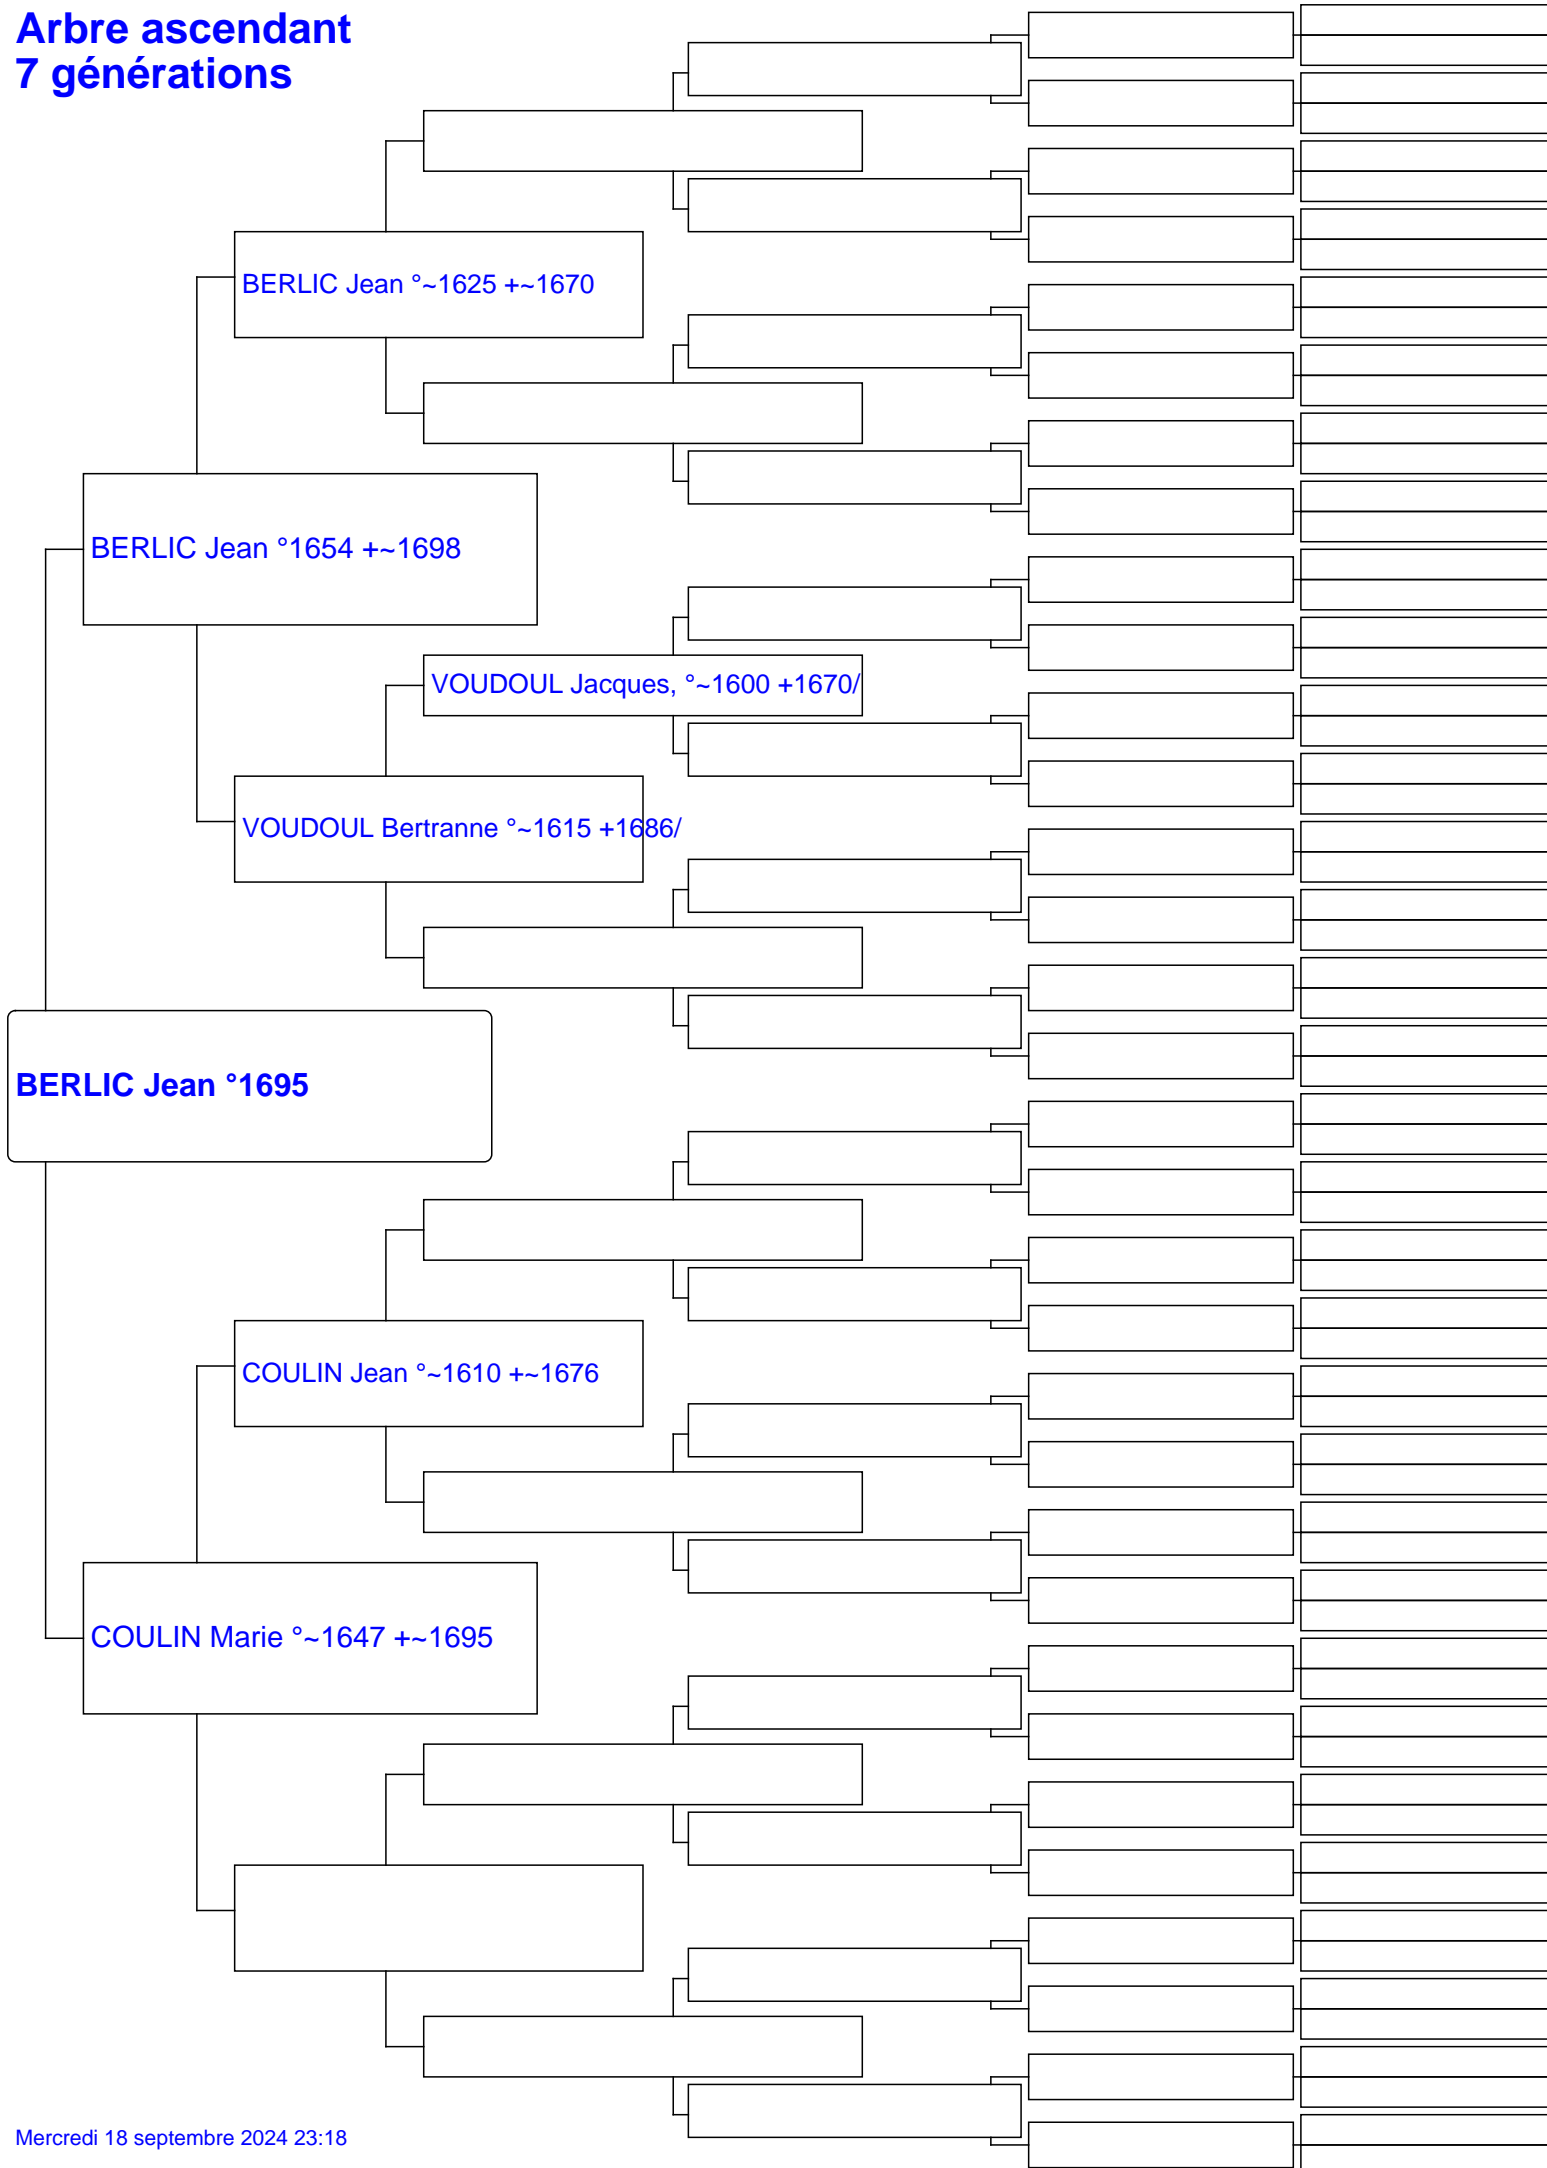 Arbre ascendant
7 générations
BERLIC Jean °~1625 +~1670
BERLIC Jean °1654 +~1698
VOUDOUL Jacques, °~1600 +1670/
VOUDOUL Bertranne °~1615 +1686/
BERLIC Jean °1695
COULIN Jean °~1610 +~1676
COULIN Marie °~1647 +~1695
Mercredi 18 septembre 2024 23:18